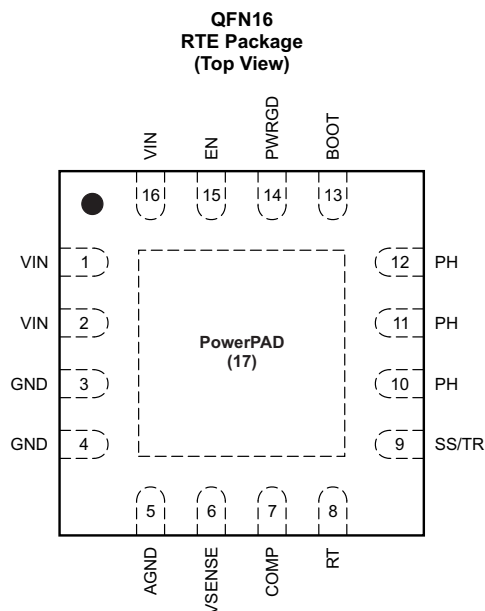 QFN16
RTE Package
(Top View)
VIN
EN
PWRGD
BOOT
16
15
14
13
VIN 1
12 PH
VIN 2
11 PH
PowerPAD
(17)
GND 3
10 PH
GND 4
9 SS/TR
5
6
7
8
AGND
VSENSE
COMP
RT